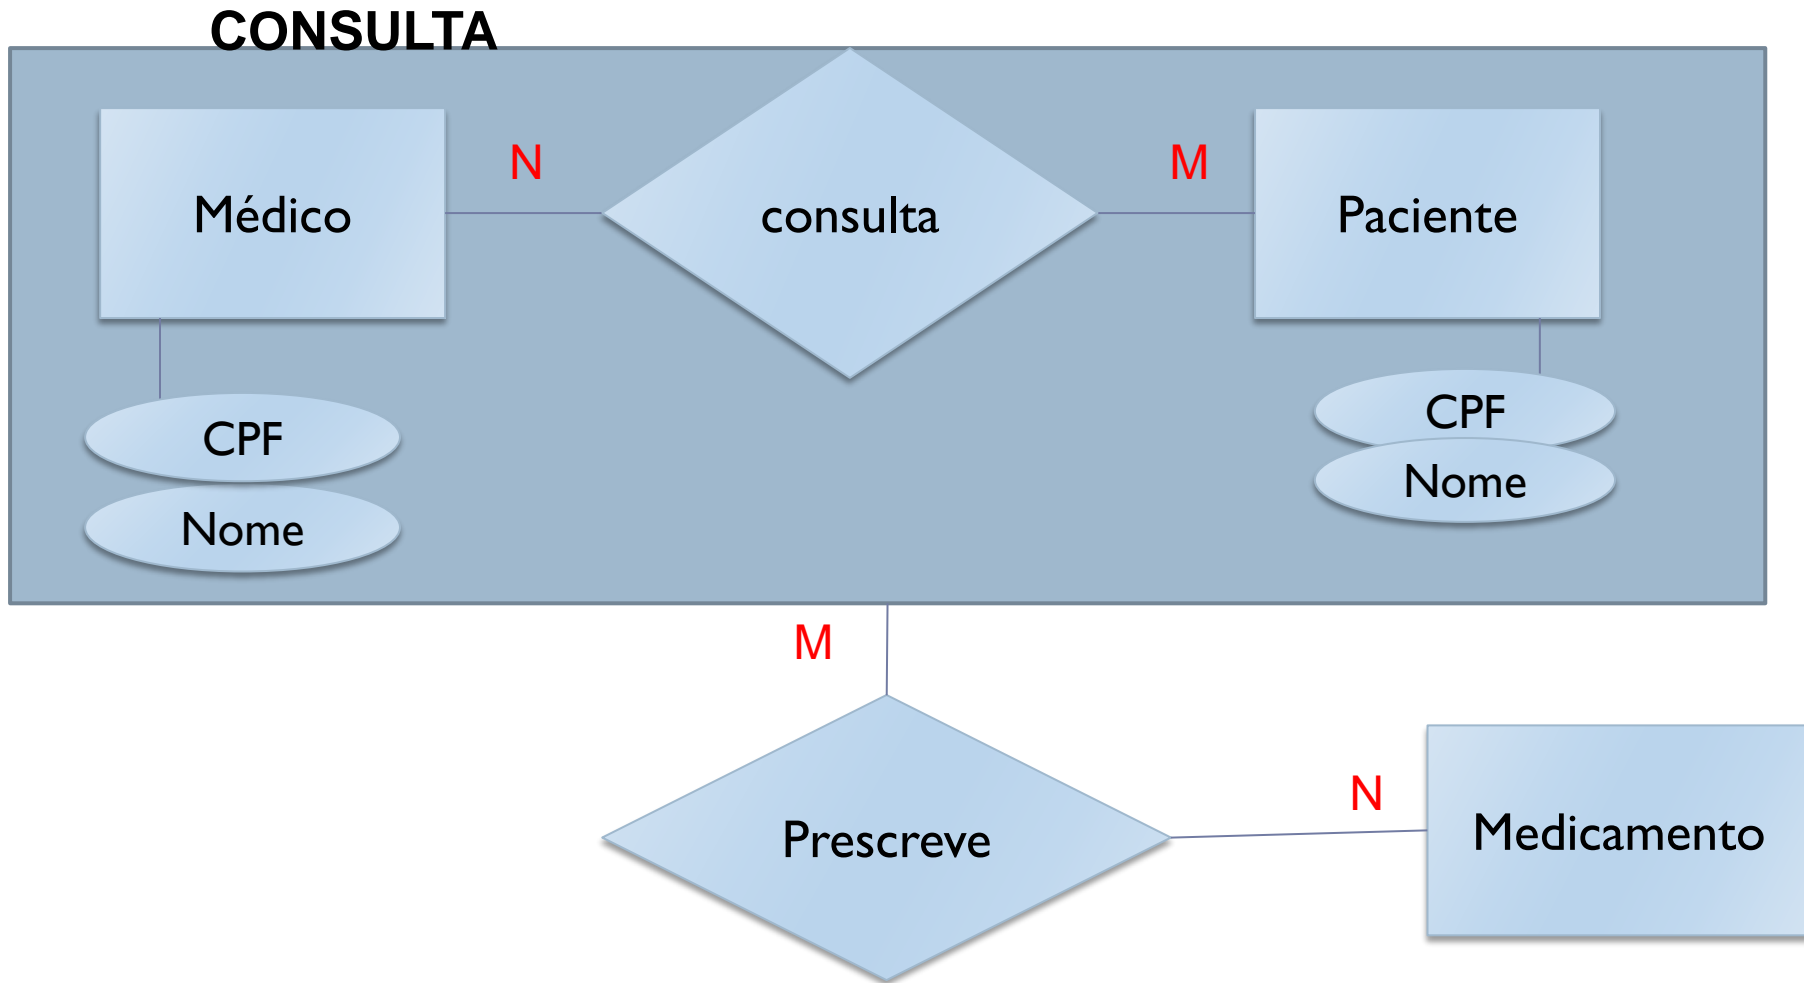 CONSULTA
Médico
N
consulta
M
Paciente
CPF
Nome
CPF
Nome
M
Prescreve
N
Medicamento